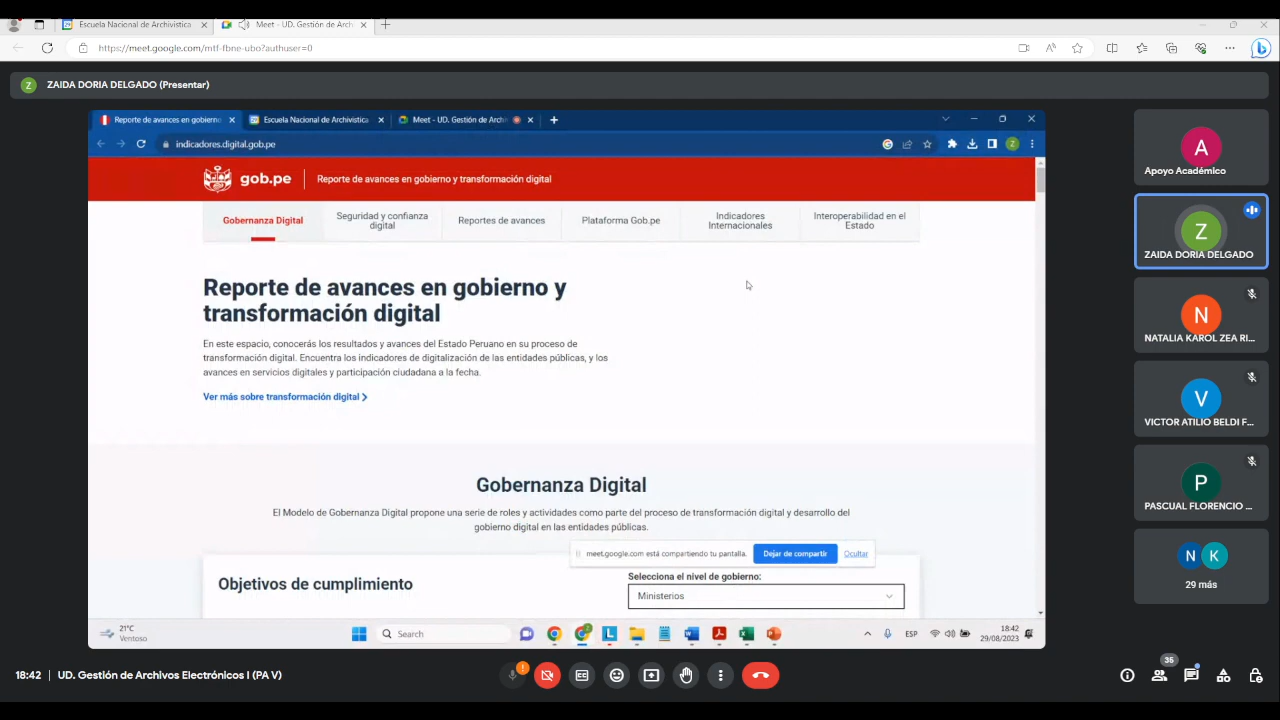 Escuela Nacional de Archivística
Meet - UD. Gestión de Arch
https://meet.google.com/mtf-fbne-ubo?authuser=0
Z
ZAIDA DORIA DELGADO (Presentar)
Reporte de avances en gobierno
Escuela Nacional de Archivística
Meet - UD. Gestión de Arch
indicadores.digital.gob.pe
Z
gob.pe
Reporte de avances en gobierno y transformación digital
Gobernanza Digital
Seguridad y confianza
digital
Reportes de avances
Plataforma Gob.pe
Indicadores
Internacionales
Interoperabilidad en el
Estado
Reporte de avances en gobierno y
transformación digital
En este espacio, conocerás los resultados y avances del Estado Peruano en su proceso de
transformación digital. Encuentra los indicadores de digitalización de las entidades públicas, y los
avances en servicios digitales y participación ciudadana a la fecha.
Ver más sobre transformación digital
Gobernanza Digital
El Modelo de Gobernanza Digital propone una serie de roles y actividades como parte del proceso de transformación digital y desarrollo del
gobierno digital en las entidades públicas.
meet.google.com está compartiendo tu pantalla.
Dejar de compartir
Ocultar
Objetivos de cumplimiento
Selecciona el nivel de gobierno:
Ministerios
21°C
Ventoso
Search
ESP
18:42
29/08/2023
A
Apoyo Académico
Z
ZAIDA DORIA DELGADO
N
NATALIA KAROL ZEA RI...
V
VICTOR ATILIO BELDI F...
P
PASCUAL FLORENCIO ...
N
K
29 más
18:42
UD. Gestión de Archivos Electrónicos I (PA V)
35